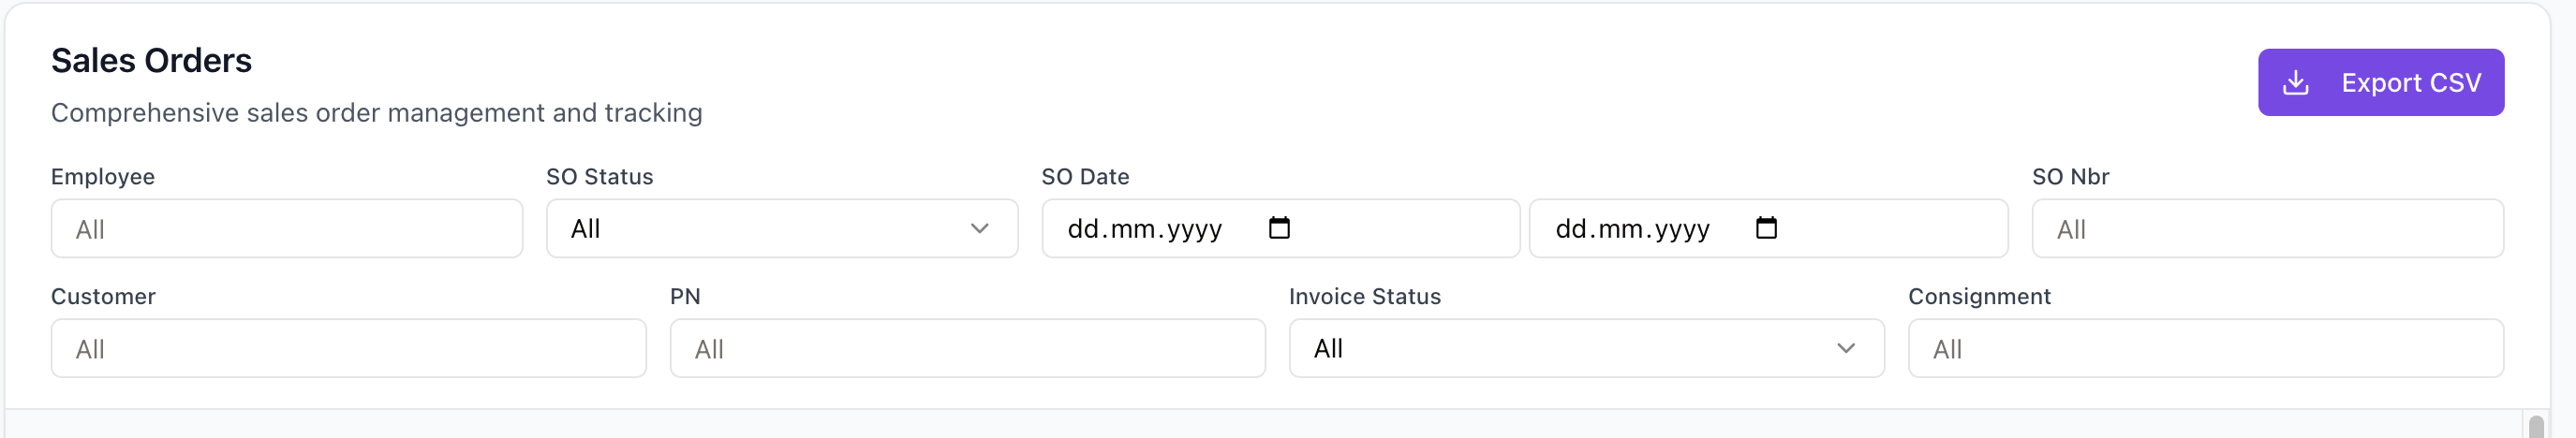 Sales Orders
Comprehensive sales order management and tracking
Export CSV
Employee SO Status SO Date SO Nbr
All All dd.mm.yyyy dd.mm.yyyy All
Customer PN Invoice Status Consignment
All All All All